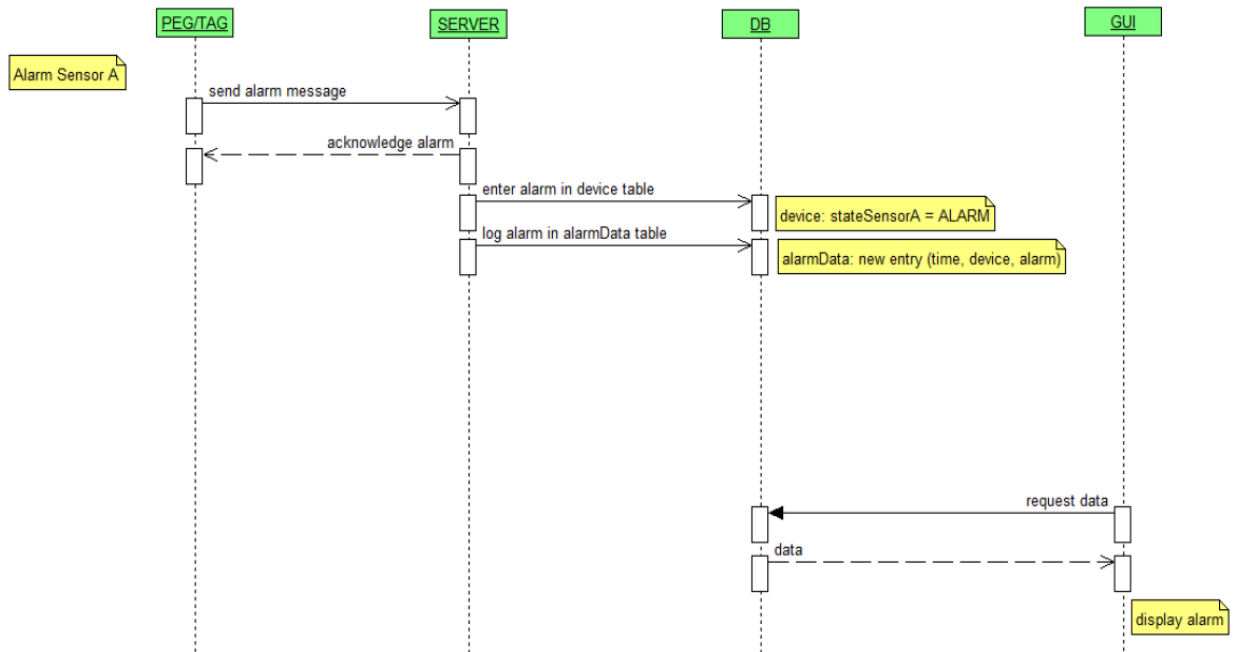 PEG/TAG
SERVER
DB
GUI
Alarm Sensor A
send alarm message
acknowledge alarm
enter alarm in device table
device: stateSensorA = ALARM
log alarm in alarmData table
alarmData: new entry (time, device, alarm)
request data
data
display alarm